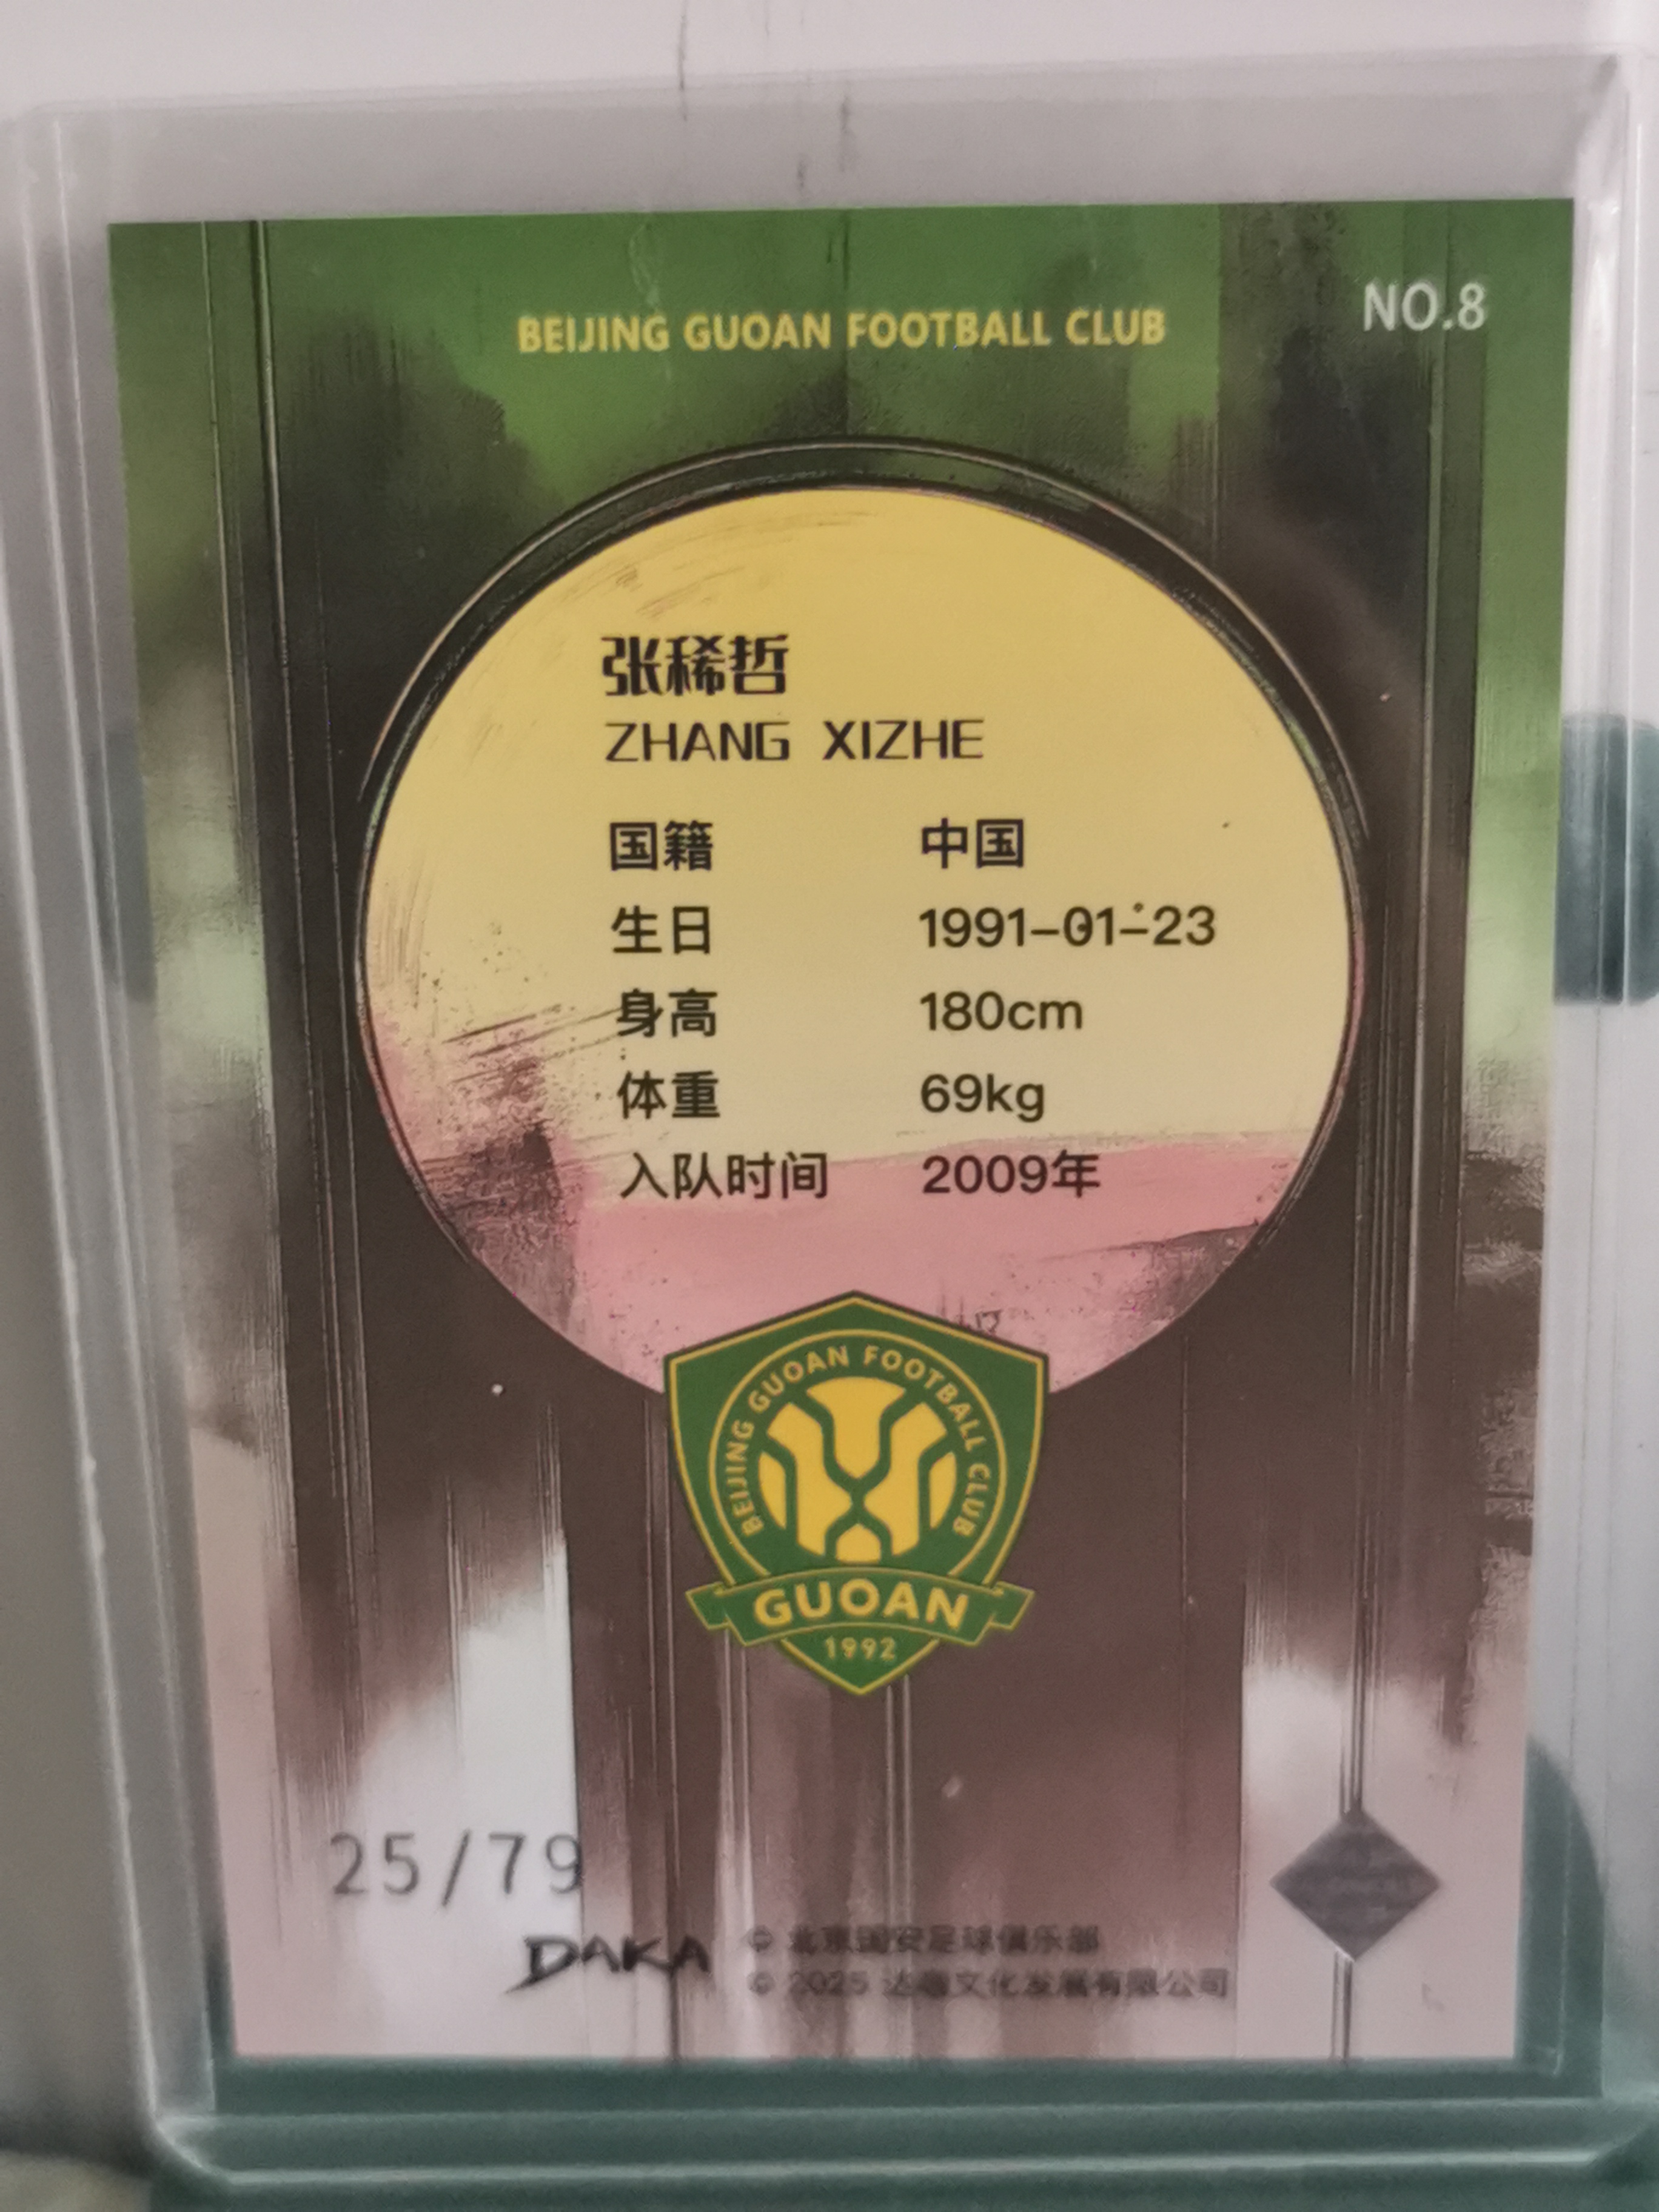 NO.8
BEIJING GUOAN FOOTBALL CLUB
张稀哲
ZHANG XIZHE
国籍 中国
生日 1991-01-23
身高 180cm
体重 69kg
入队时间 2009年
BEIJING GUOAN FOOTBALL CLUB
GUOAN
1992
25/79
DAKA
© 北京国安足球俱乐部
© 2025 达 文化发展有限公司